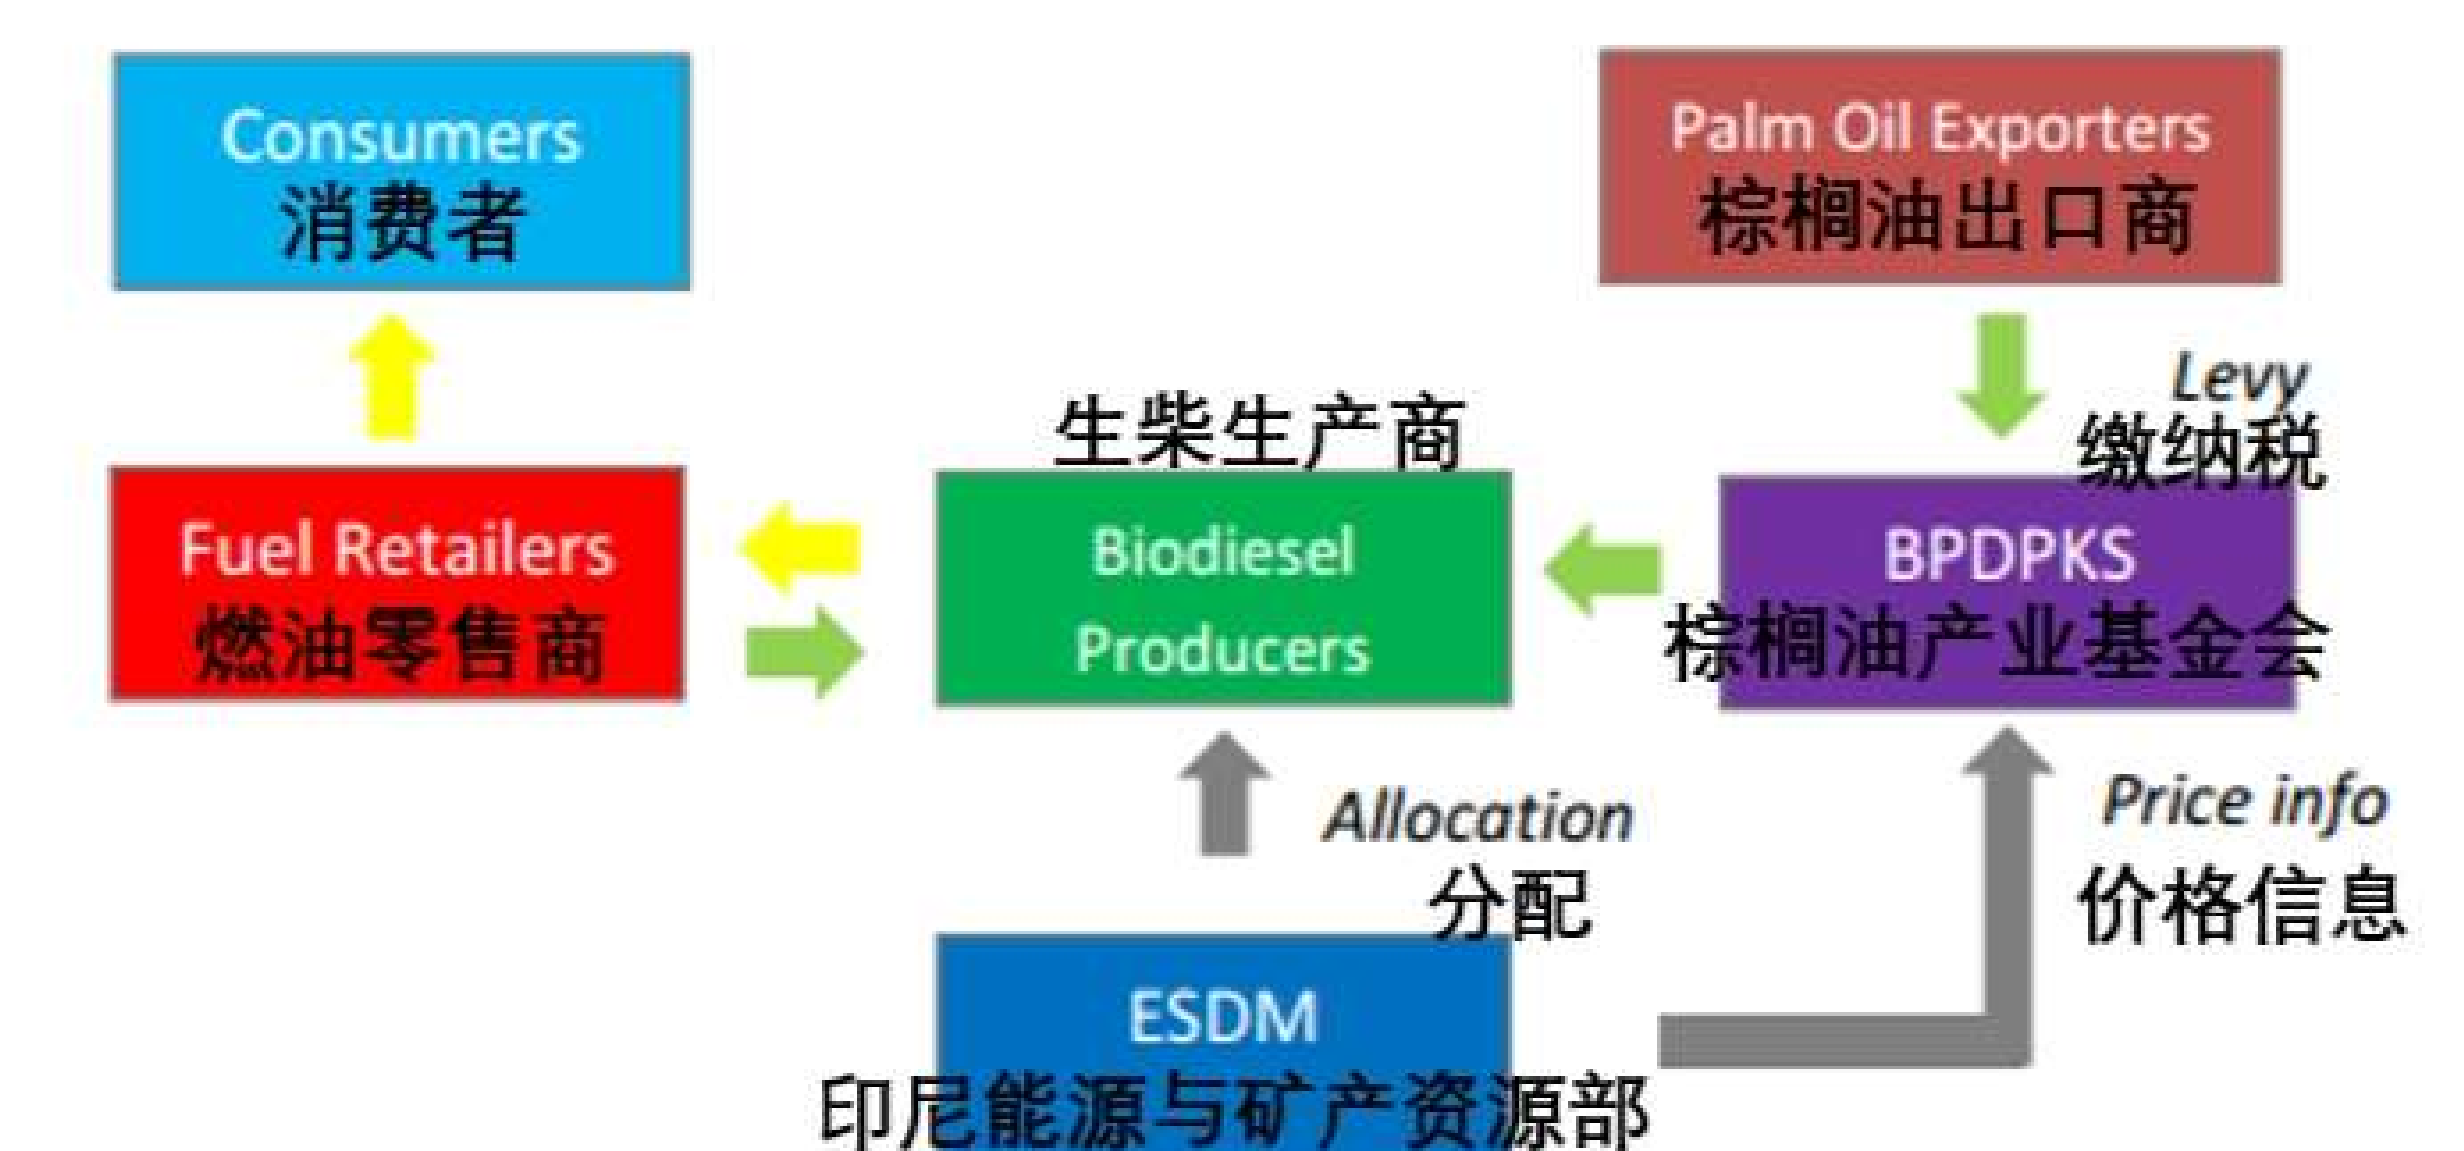 Consumers
消费者
Palm Oil Exporters
棕榈油出口商
Levy
缴纳税
生柴生产商
Fuel Retailers
燃油零售商
Biodiesel
Producers
BPDPKS
棕榈油产业基金会
Allocation
分配
Price info
价格信息
ESDM
印尼能源与矿产资源部